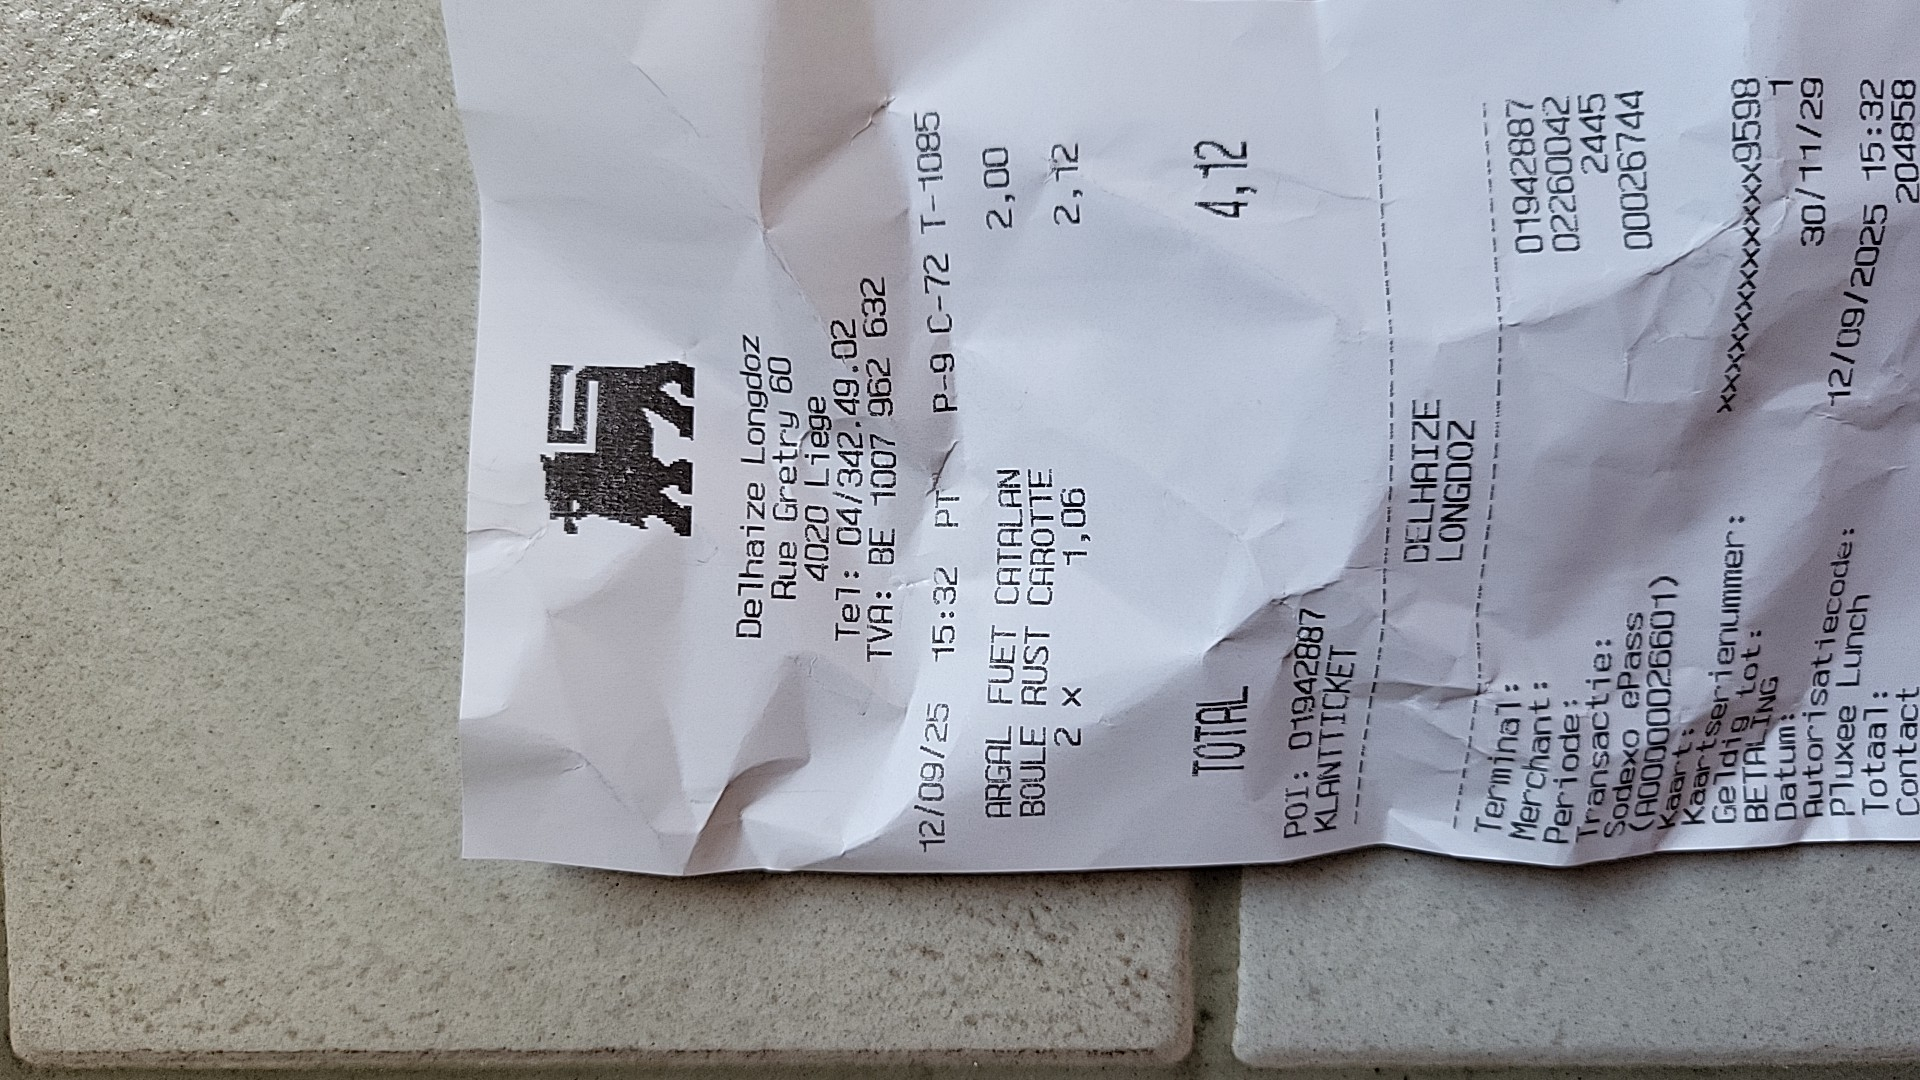 Delhaize Longdoz
Rue Gretry 60
4020 Liege
Tel: 04/342.49.02
TVA: BE 1007 962 632
12/09/25 15:32 PT P-9 C-72 T-1085
ARGAL FUET CATALAN 2,00
BOULE RUST CAROTTE
2 x 1,06 2,12
TOTAL 4,12
POI: 01942887
KLANTTICKET
DELHAIZE
LONGDOZ
Terminal: 01942887
Merchant: 02260042
Periode: 2445
Transactie: 00026744
Sodexo ePass
(A00000026601)
Kaart: xxxxxxxxxxxxxxx9598
Kaartserienummer: 1
Geldig tot: 30/11/29
BETALING
Datum: 12/09/2025 15:32
Autorisatiecode: 204858
Pluxee Lunch
Totaal:
Contact